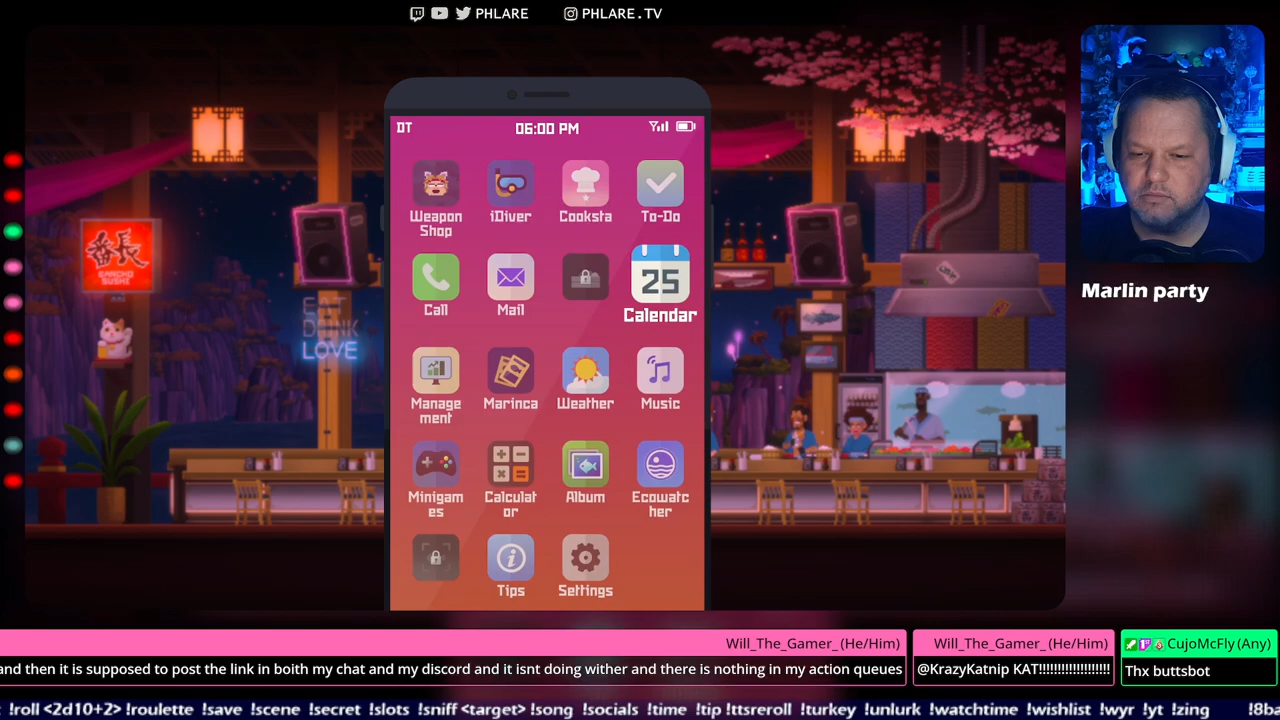 PHLARE PHLARE.TV
DT 06:00 PM
Weapon
Shop
iDiver
Cooksta
To-Do
Call
Mail
25
Calendar
Manage
ment
Marinca
Weather
Music
Minigam
es
Calculat
or
Album
Ecowatc
her
Tips
Settings
番長
BANCHO
SUSHI
EAT
DRINK
LOVE
Marlin party
Will_The_Gamer_ (He/Him)
and then it is supposed to post the link in boith my chat and my discord and it isnt doing wither and there is nothing in my action queues
Will_The_Gamer_ (He/Him)
@KrazyKatnip KAT!!!!!!!!!!!!!!!!!!!
CujoMcFly (Any)
Thx buttsbot
!roll <2d10+2> !roulette !save !scene !secret !slots !sniff <target> !song !socials !time !tip !ttsreroll !turkey !unlurk !watchtime !wishlist !wyr !yt !zing !8ba